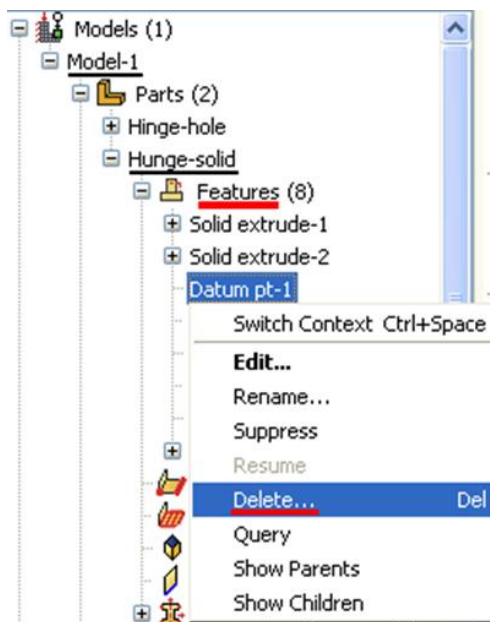 Models (1)
Model-1
Parts (2)
Hinge-hole
Hunge-solid
Features (8)
Solid extrude-1
Solid extrude-2
Datum pt-1
Switch Context Ctrl+Space
Edit...
Rename...
Suppress
Resume
Delete... Del
Query
Show Parents
Show Children